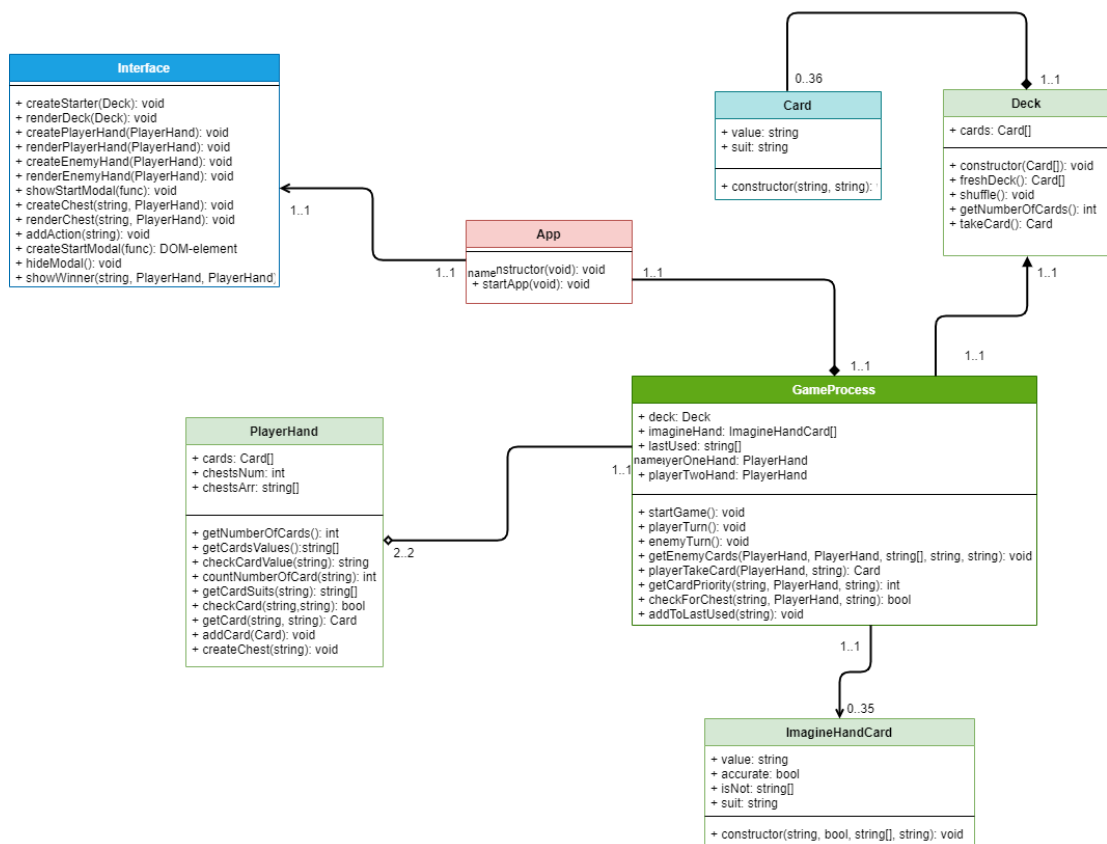 Interface
+ createStarter(Deck): void
+ renderDeck(Deck): void
+ createPlayerHand(PlayerHand): void
+ renderPlayerHand(PlayerHand): void
+ createEnemyHand(PlayerHand): void
+ renderEnemyHand(PlayerHand): void
+ showStartModal(func): void
+ createChest(string, PlayerHand): void
+ renderChest(string, PlayerHand): void
+ addAction(string): void
+ createStartModal(func): DOM-element
+ hideModal(): void
+ showWinner(string, PlayerHand, PlayerHand)
1..1
1..1
App
namenstructor(void): void
+ startApp(void): void
1..1
0..36
Card
+ value: string
+ suit: string
+ constructor(string, string):
1..1
Deck
+ cards: Card[]
+ constructor(Card[]): void
+ freshDeck(): Card[]
+ shuffle(): void
+ getNumberOfCards(): int
+ takeCard(): Card
1..1
1..1
1..1
GameProcess
+ deck: Deck
+ imagineHand: ImagineHandCard[]
+ lastUsed: string[]
nameyerOneHand: PlayerHand
+ playerTwoHand: PlayerHand
+ startGame(): void
+ playerTurn(): void
+ enemyTurn(): void
+ getEnemyCards(PlayerHand, PlayerHand, string[], string, string): void
+ playerTakeCard(PlayerHand, string): Card
+ getCardPriority(string, PlayerHand, string): int
+ checkForChest(string, PlayerHand, string): bool
+ addToLastUsed(string): void
1..1
2..2
PlayerHand
+ cards: Card[]
+ chestsNum: int
+ chestsArr: string[]
+ getNumberOfCards(): int
+ getCardsValues():string[]
+ checkCardValue(string): string
+ countNumberOfCard(string): int
+ getCardSuits(string): string[]
+ checkCard(string,string): bool
+ getCard(string, string): Card
+ addCard(Card): void
+ createChest(string): void
1..1
0..35
ImagineHandCard
+ value: string
+ accurate: bool
+ isNot: string[]
+ suit: string
+ constructor(string, bool, string[], string): void